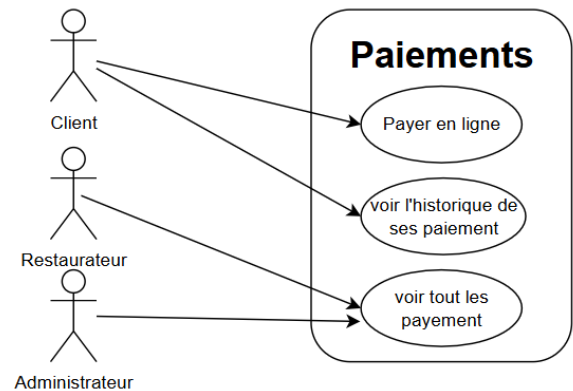 Paiements
Client
Payer en ligne
voir l'historique de
ses paiement
Restaurateur
voir tout les
payement
Administrateur